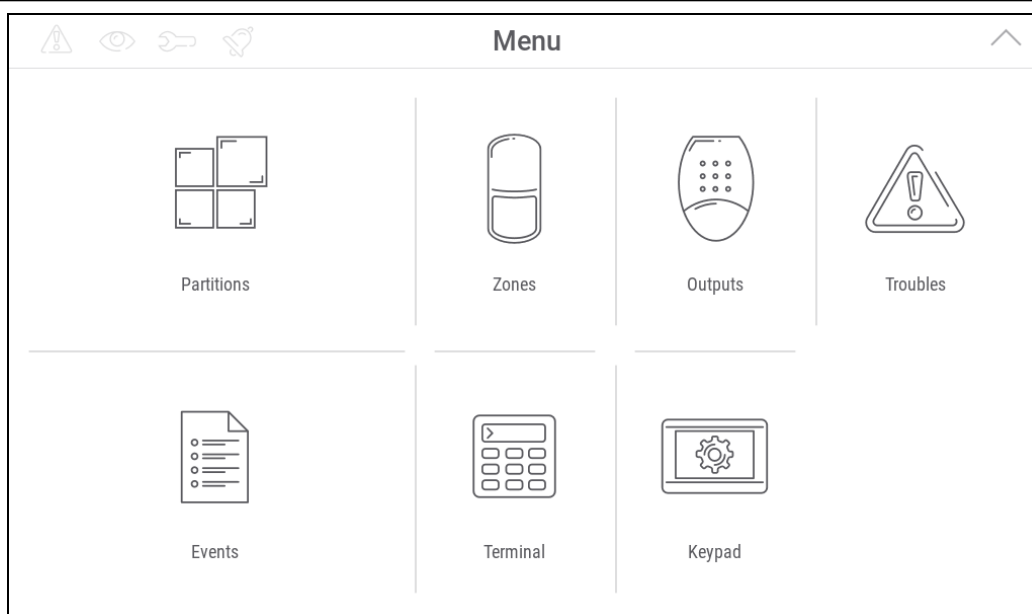 Menu
Partitions
Zones
Outputs
Troubles
Events
Terminal
Keypad